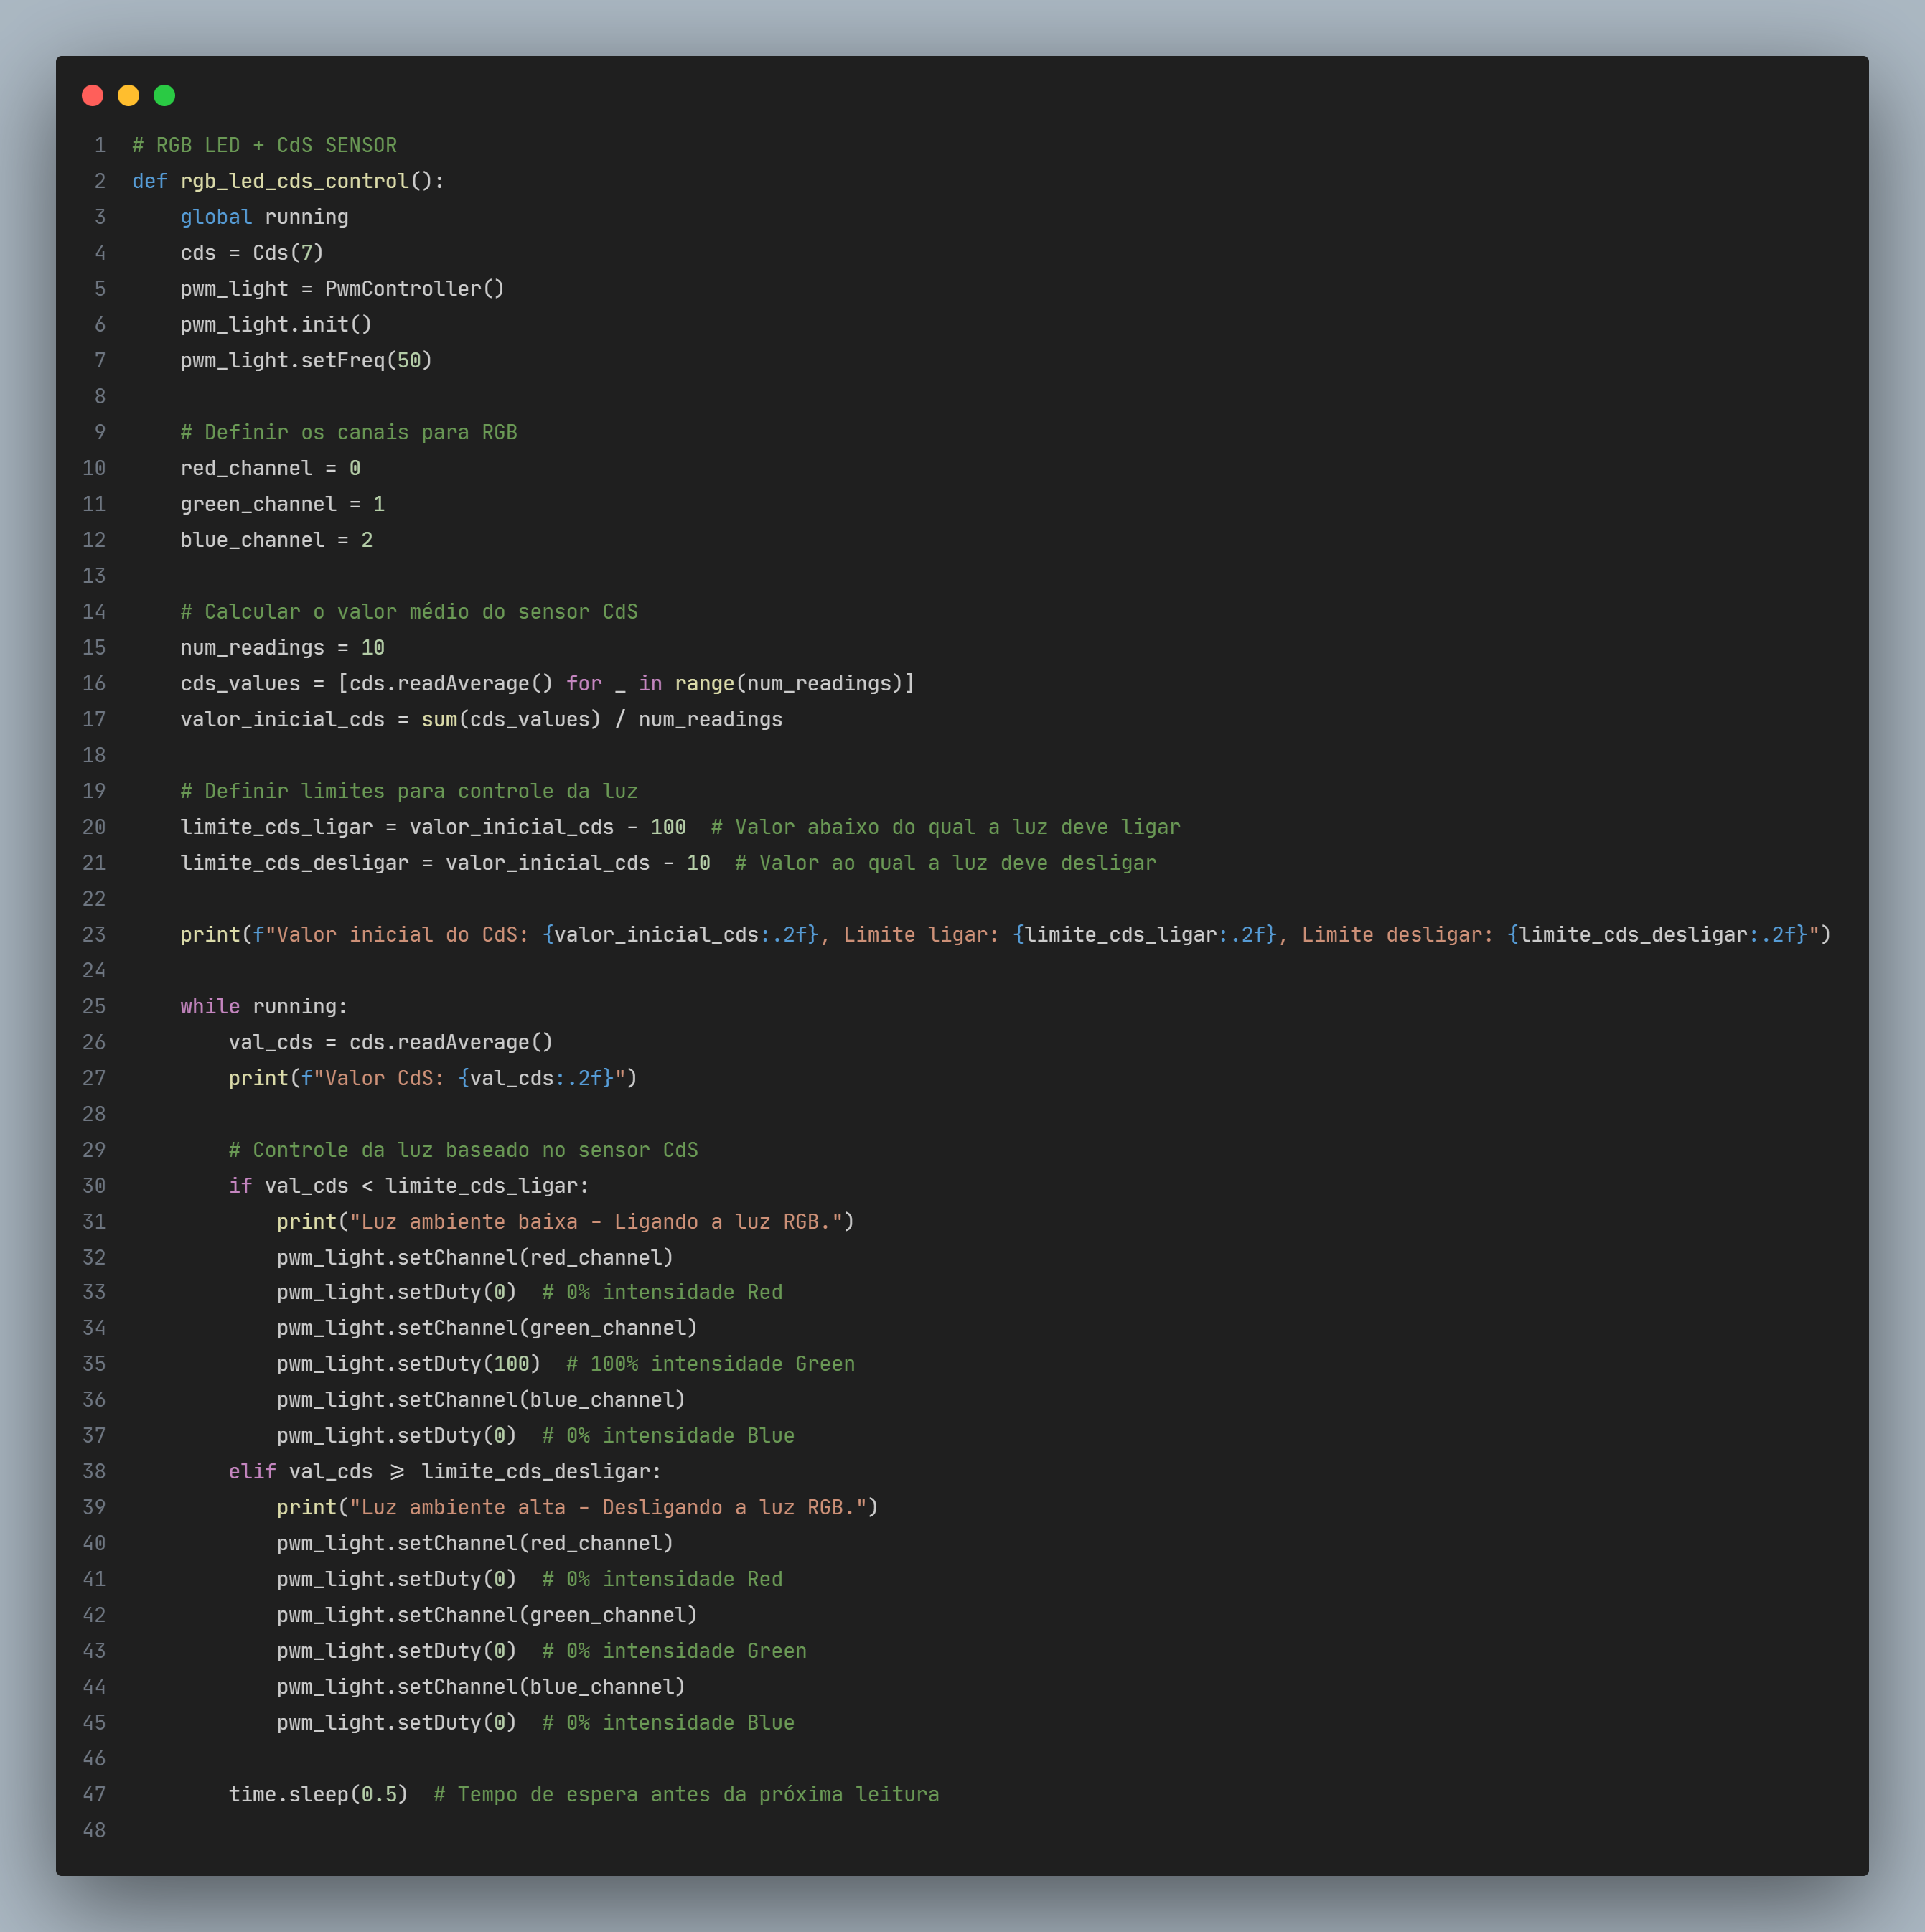 1 # RGB LED + CdS SENSOR
2 def rgb_led_cds_control():
3     global running
4     cds = Cds(7)
5     pwm_light = PwmController()
6     pwm_light.init()
7     pwm_light.setFreq(50)
8
9     # Definir os canais para RGB
10     red_channel = 0
11     green_channel = 1
12     blue_channel = 2
13
14     # Calcular o valor médio do sensor CdS
15     num_readings = 10
16     cds_values = [cds.readAverage() for _ in range(num_readings)]
17     valor_inicial_cds = sum(cds_values) / num_readings
18
19     # Definir limites para controle da luz
20     limite_cds_ligar = valor_inicial_cds - 100  # Valor abaixo do qual a luz deve ligar
21     limite_cds_desligar = valor_inicial_cds - 10  # Valor ao qual a luz deve desligar
22
23     print(f"Valor inicial do CdS: {valor_inicial_cds:.2f}, Limite ligar: {limite_cds_ligar:.2f}, Limite desligar: {limite_cds_desligar:.2f}")
24
25     while running:
26         val_cds = cds.readAverage()
27         print(f"Valor CdS: {val_cds:.2f}")
28
29         # Controle da luz baseado no sensor CdS
30         if val_cds < limite_cds_ligar:
31             print("Luz ambiente baixa - Ligando a luz RGB.")
32             pwm_light.setChannel(red_channel)
33             pwm_light.setDuty(0)  # 0% intensidade Red
34             pwm_light.setChannel(green_channel)
35             pwm_light.setDuty(100)  # 100% intensidade Green
36             pwm_light.setChannel(blue_channel)
37             pwm_light.setDuty(0)  # 0% intensidade Blue
38         elif val_cds >= limite_cds_desligar:
39             print("Luz ambiente alta - Desligando a luz RGB.")
40             pwm_light.setChannel(red_channel)
41             pwm_light.setDuty(0)  # 0% intensidade Red
42             pwm_light.setChannel(green_channel)
43             pwm_light.setDuty(0)  # 0% intensidade Green
44             pwm_light.setChannel(blue_channel)
45             pwm_light.setDuty(0)  # 0% intensidade Blue
46
47         time.sleep(0.5)  # Tempo de espera antes da próxima leitura
48